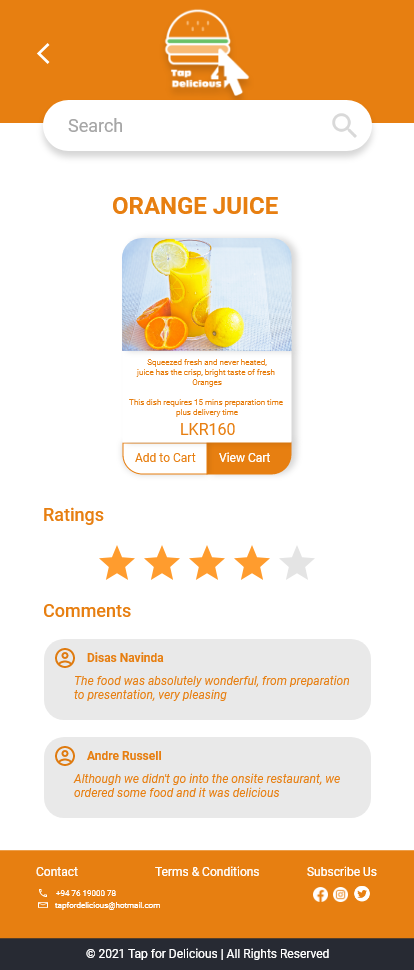 Tap
Delicious
Search
ORANGE JUICE
Squeezed fresh and never heated,
juice has the crisp, bright taste of fresh
Oranges
This dish requires 15 mins preparation time
plus delivery time
LKR160
Add to Cart View Cart
Ratings
Comments
Disas Navinda
The food was absolutely wonderful, from preparation
to presentation, very pleasing
Andre Russell
Although we didn't go into the onsite restaurant, we
ordered some food and it was delicious
Contact Terms & Conditions Subscribe Us
+94 76 19000 78
tapfordelicious@hotmail.com
© 2021 Tap for Delicious | All Rights Reserved